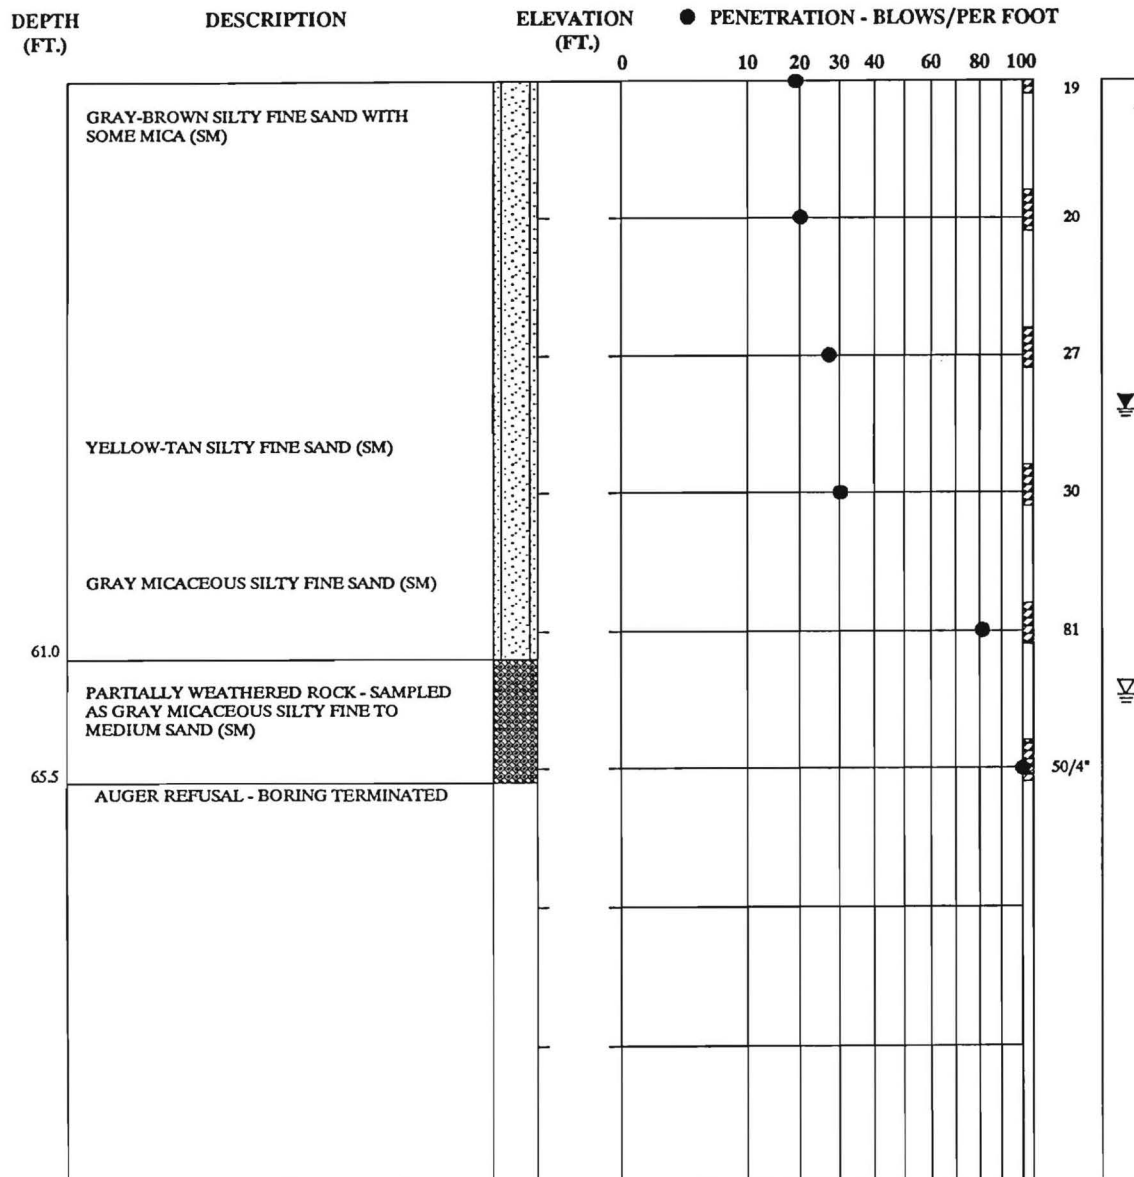 DEPTH
(FT.)
DESCRIPTION
ELEVATION
(FT.)
PENETRATION - BLOWS/PER FOOT
0 10 20 30 40 60 80 100
19
GRAY-BROWN SILTY FINE SAND WITH
SOME MICA (SM)
20
27
YELLOW-TAN SILTY FINE SAND (SM)
30
GRAY MICACEOUS SILTY FINE SAND (SM)
81
61.0
PARTIALLY WEATHERED ROCK - SAMPLED
AS GRAY MICACEOUS SILTY FINE TO
MEDIUM SAND (SM)
50/4"
65.5
AUGER REFUSAL - BORING TERMINATED